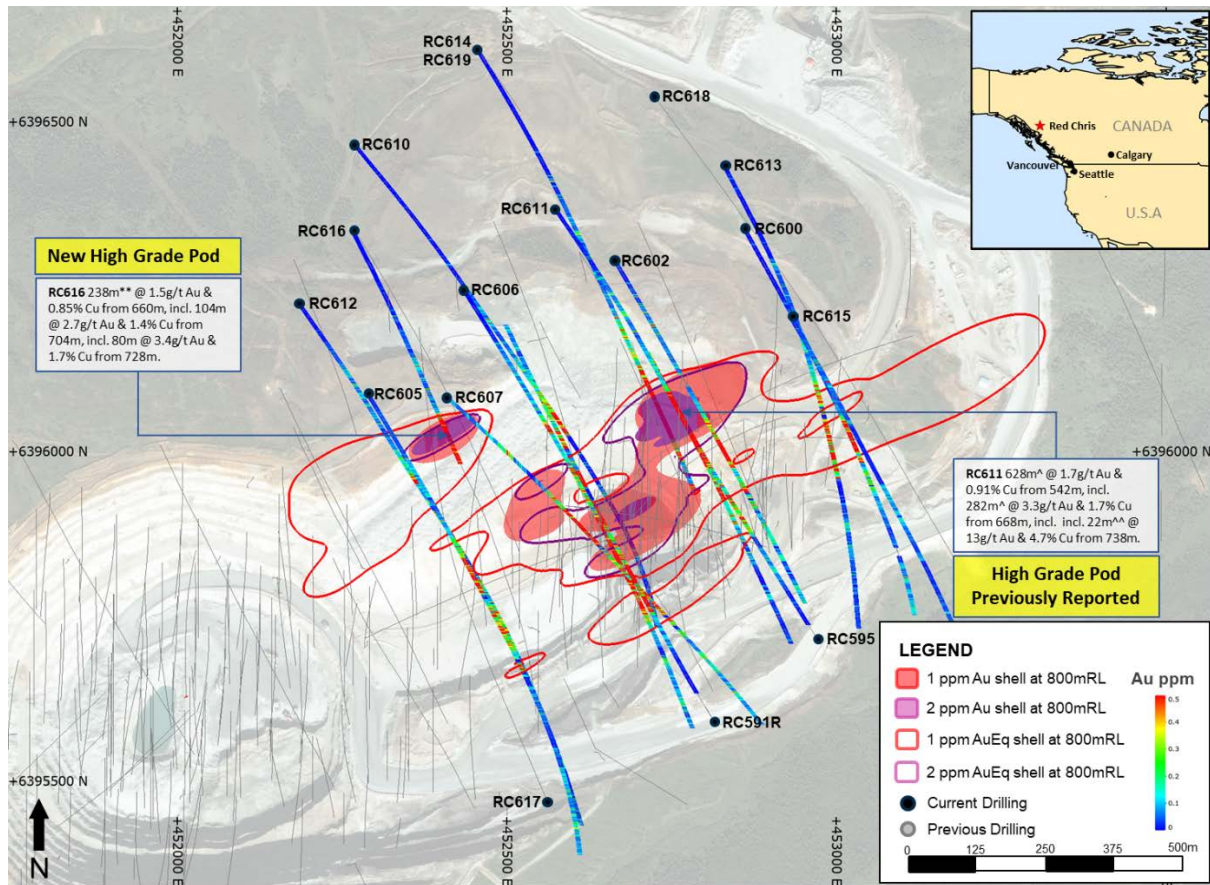 +452000 E
+452500 E
+453000 E
RC614
RC619
RC618
CANADA
Red Chris
Calgary
Vancouver
Seattle
U.S.A
+6396500 N
RC610
RC613
RC611
RC616
RC600
RC602
New High Grade Pod
RC616 238m** @ 1.5g/t Au &
0.85% Cu from 660m, incl. 104m
@ 2.7g/t Au & 1.4% Cu from
704m, incl. 80m @ 3.4g/t Au &
1.7% Cu from 728m.
RC606
RC612
RC615
RC605
RC607
+6396000 N
+6396000 N
RC611 628m^ @ 1.7g/t Au &
0.91% Cu from 542m, incl.
282m^ @ 3.3g/t Au & 1.7% Cu
from 668m, incl. incl. 22m^^ @
13g/t Au & 4.7% Cu from 738m.
High Grade Pod
Previously Reported
RC595
RC591R
+6395500 N
RC617
LEGEND
1 ppm Au shell at 800mRL
2 ppm Au shell at 800mRL
1 ppm AuEq shell at 800mRL
2 ppm AuEq shell at 800mRL
Current Drilling
Previous Drilling
Au ppm
0.5
0.4
0.2
0.1
0
0 125 250 375 500m
N
+452000 E
+452500 E
+453000 E